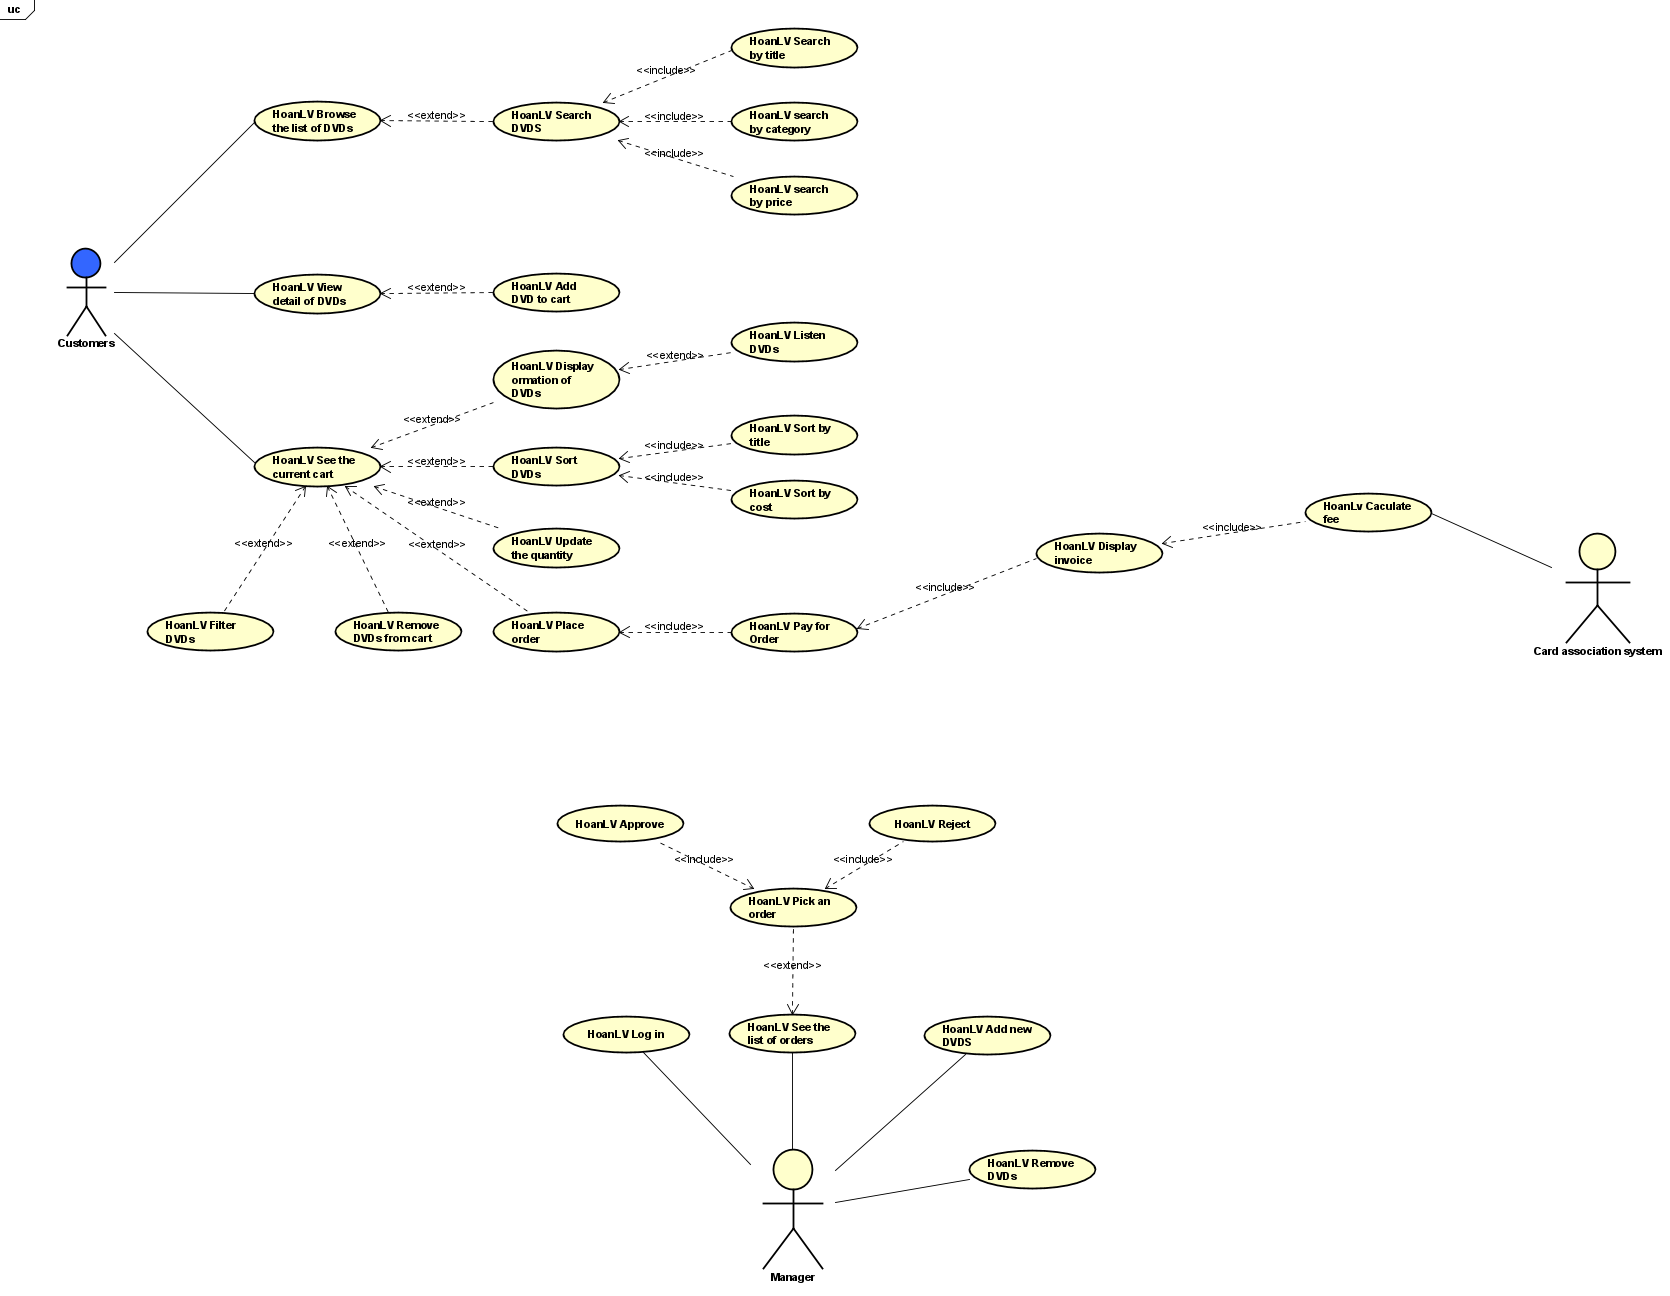 uc
HoanLV Search
by title
<<include>>
HoanLV Browse
the list of DVDs
<<extend>>
HoanLV Search
DVDS
<<include>>
HoanLV search
by category
<<include>>
HoanLV search
by price
Customers
HoanLV View
detail of DVDs
<<extend>>
HoanLV Add
DVD to cart
HoanLV Display
ormation of
DVDs
<<extend>>
HoanLV Listen
DVDs
<<extend>>
HoanLV See the
current cart
<<extend>>
HoanLV Sort
DVDs
<<include>>
HoanLV Sort by
title
<<include>>
HoanLV Sort by
cost
<<extend>>
HoanLV Update
the quantity
<<extend>>
<<extend>>
<<extend>>
HoanLV Filter
DVDs
HoanLV Remove
DVDs from cart
HoanLV Place
order
<<include>>
HoanLV Pay for
Order
<<include>>
HoanLV Display
invoice
<<include>>
HoanLv Caculate
fee
Card association system
HoanLV Approve
HoanLV Reject
<<include>>
<<include>>
HoanLV Pick an
order
<<extend>>
HoanLV Log in
HoanLV See the
list of orders
HoanLV Add new
DVDS
HoanLV Remove
DVDs
Manager